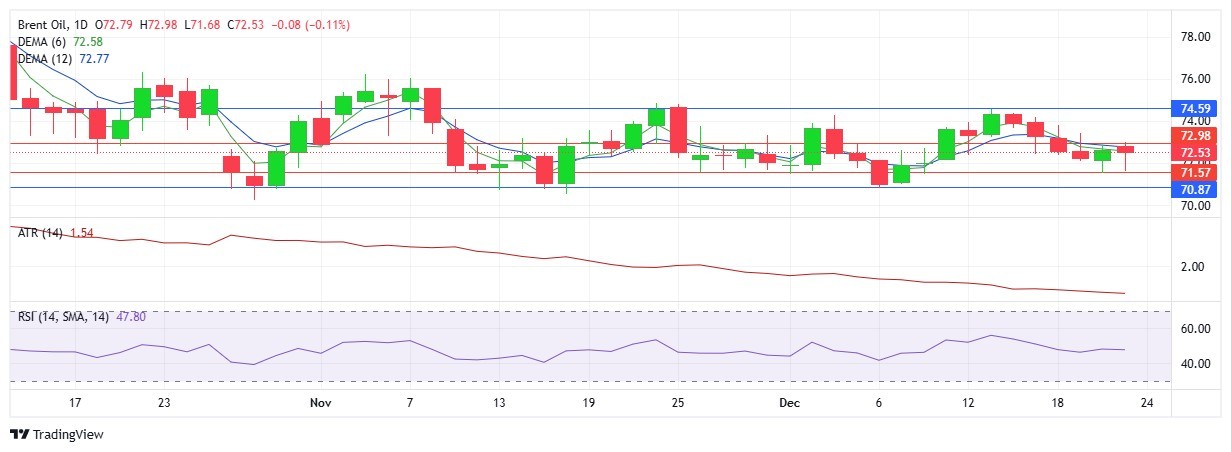 Brent Oil, 1D O72.79 H72.98 L71.68 C72.53 −0.08 (−0.11%)
DEMA (6) 72.58
DEMA (12) 72.77
78.00
76.00
74.59
74.00
72.98
72.53
71.57
70.87
70.00
ATR (14) 1.54
2.00
RSI (14, SMA, 14) 47.80
60.00
40.00
17 23 Nov 7 13 19 25 Dec 6 12 18 24
TradingView